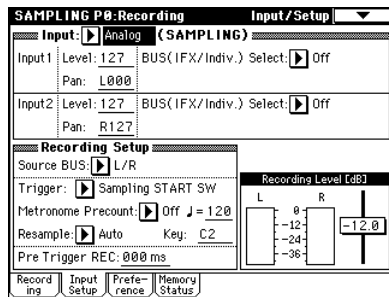 SAMPLING P0:Recording Input/Setup
Input: Analog (SAMPLING)
Input1 Level: 127 BUS(IFX/Indiv.) Select: Off
Pan: L000
Input2 Level: 127 BUS(IFX/Indiv.) Select: Off
Pan: R127
Recording Setup
Source BUS: L/R
Trigger: Sampling START SW
Metronome Precount: Off ♩= 120
Resample: Auto Key: C2
Pre Trigger REC: 000 ms
Recording Level [dB]
L R
0
-12
-24
-36
-12.0
Record ing
Input Setup
Prefe- rence
Memory Status